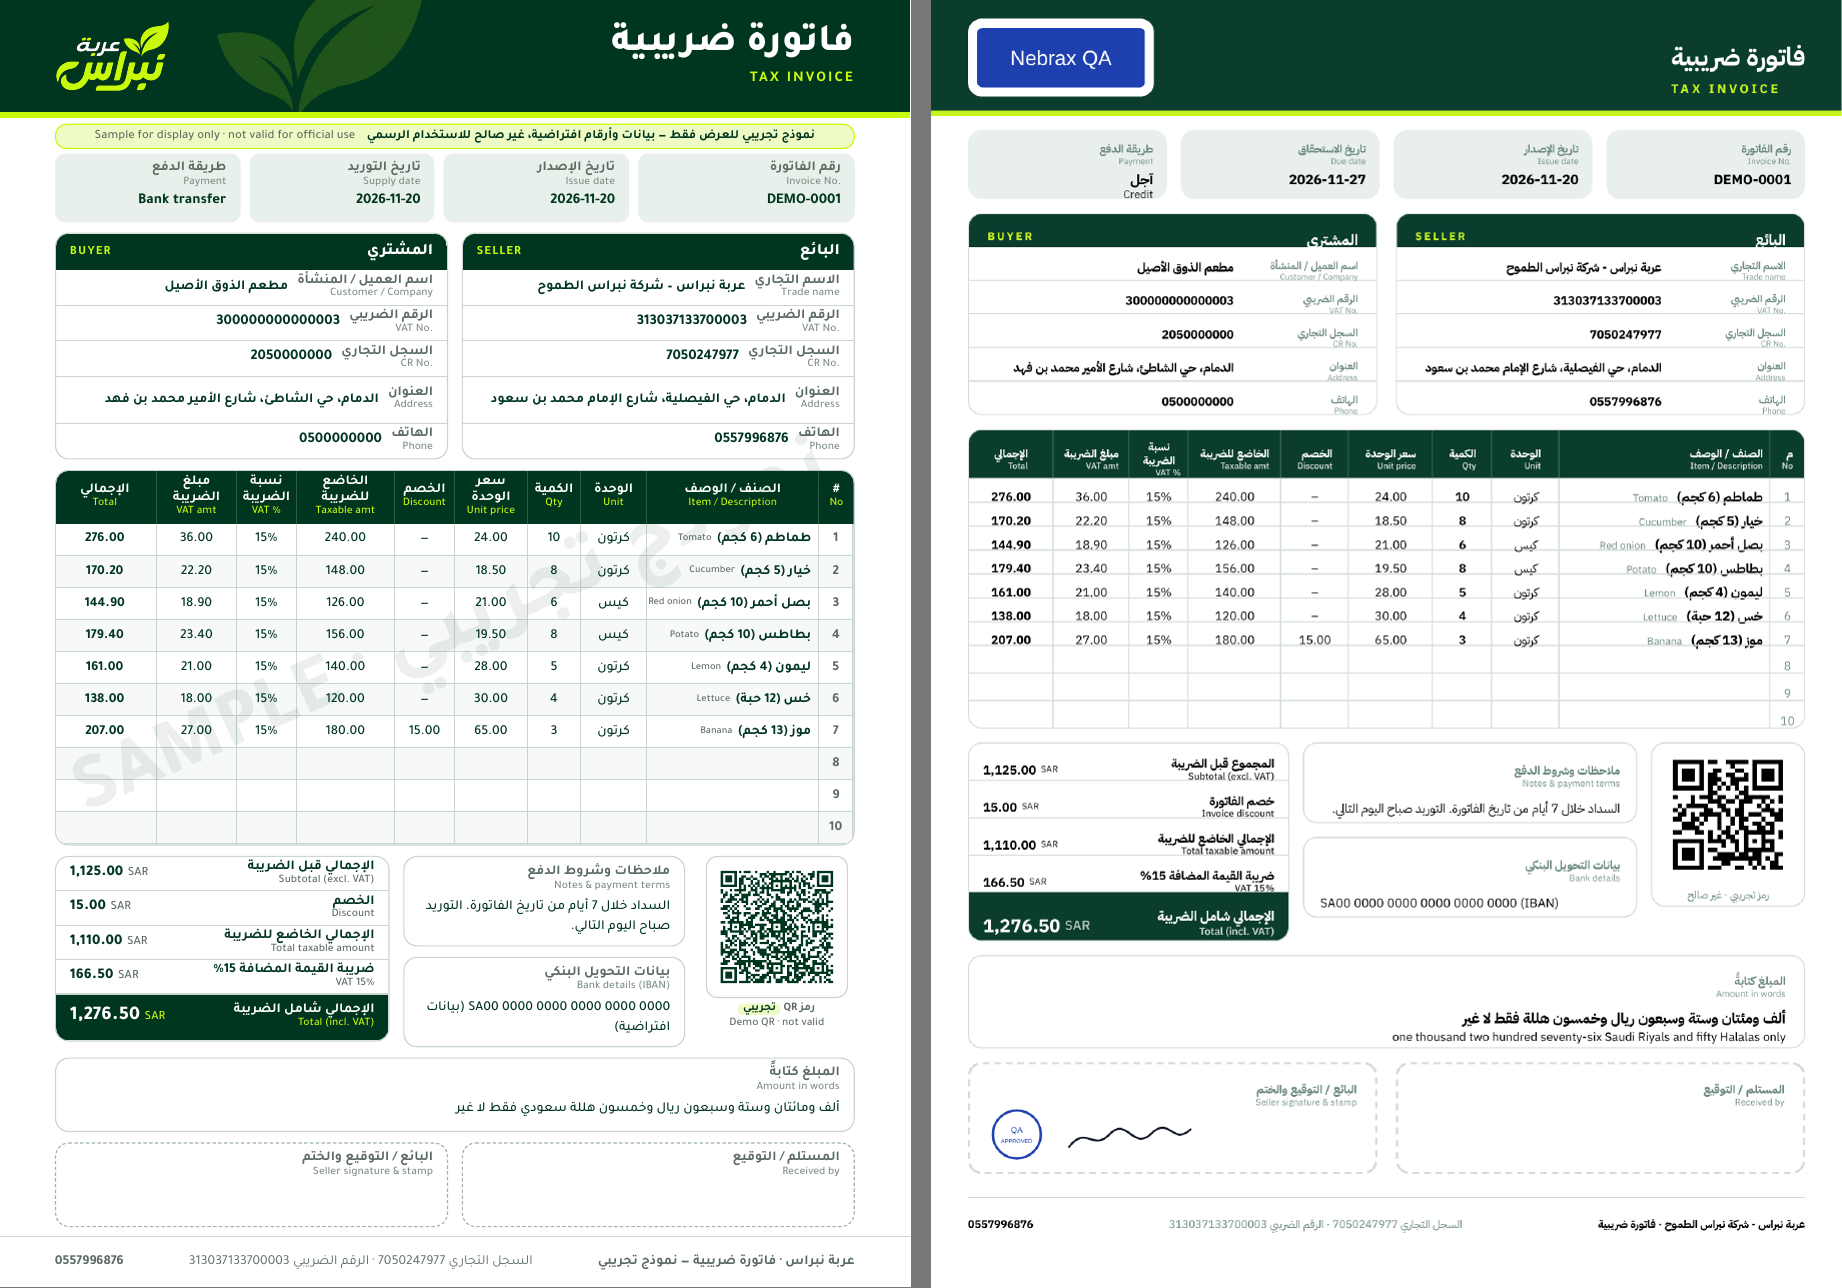 فاتورة ضريبية
TAX INVOICE
عربة
نبراس
نموذج تجريبي للعرض فقط – بيانات وأرقام افتراضية، غير صالح للاستخدام الرسمي Sample for display only · not valid for official use
رقم الفاتورة تاريخ الإصدار تاريخ التوريد طريقة الدفع
Invoice No. Issue date Supply date Payment
DEMO-0001 2026-11-20 2026-11-20 Bank transfer
البائع SELLER
الاسم التجاري عربة نبراس - شركة نبراس الطموح
Trade name
الرقم الضريبي 313037133700003
VAT No.
السجل التجاري 7050247977
CR No.
العنوان الدمام، حي الفيصلية، شارع الإمام محمد بن سعود
Address
الهاتف 0557996876
Phone
المشتري BUYER
اسم العميل / المنشأة مطعم الذوق الأصيل
Customer / Company
الرقم الضريبي 300000000000003
VAT No.
السجل التجاري 2050000000
CR No.
العنوان الدمام، حي الشاطئ، شارع الأمير محمد بن فهد
Address
الهاتف 0500000000
Phone
# الصنف / الوصف الوحدة الكمية سعر الوحدة الخصم الخاضع للضريبة نسبة الضريبة مبلغ الضريبة الإجمالي
No Item / Description Unit Qty Unit price Discount Taxable amt VAT % VAT amt Total
1 طماطم (6 كجم) Tomato كرتون 10 24.00 – 240.00 15% 36.00 276.00
2 خيار (5 كجم) Cucumber كرتون 8 18.50 – 148.00 15% 22.20 170.20
3 بصل أحمر (10 كجم) Red onion كيس 6 21.00 – 126.00 15% 18.90 144.90
4 بطاطس (10 كجم) Potato كيس 8 19.50 – 156.00 15% 23.40 179.40
5 ليمون (4 كجم) Lemon كرتون 5 28.00 – 140.00 15% 21.00 161.00
6 خس (12 حبة) Lettuce كرتون 4 30.00 – 120.00 15% 18.00 138.00
7 موز (13 كجم) Banana كرتون 3 65.00 15.00 180.00 15% 27.00 207.00
8
9
10
SAMPLE · نموذج تجريبي
رمز QR تجريبي
Demo QR · not valid
ملاحظات وشروط الدفع
Notes & payment terms
السداد خلال 7 أيام من تاريخ الفاتورة. التوريد
صباح اليوم التالي.
بيانات التحويل البنكي
Bank details (IBAN)
SA00 0000 0000 0000 0000 0000 (بيانات
افتراضية)
الإجمالي قبل الضريبة 1,125.00 SAR
Subtotal (excl. VAT)
الخصم 15.00 SAR
Discount
الإجمالي الخاضع للضريبة 1,110.00 SAR
Total taxable amount
ضريبة القيمة المضافة 15% 166.50 SAR
VAT 15%
الإجمالي شامل الضريبة 1,276.50 SAR
Total (incl. VAT)
المبلغ كتابةً
Amount in words
ألف ومائتان وستة وسبعون ريال وخمسون هللة سعودي فقط لا غير
المستلم / التوقيع البائع / التوقيع والختم
Received by Seller signature & stamp
عربة نبراس · فاتورة ضريبية – نموذج تجريبي السجل التجاري 7050247977 · الرقم الضريبي 313037133700003 0557996876
Nebrax QA
فاتورة ضريبية
TAX INVOICE
رقم الفاتورة تاريخ الإصدار تاريخ الاستحقاق طريقة الدفع
Invoice No. Issue date Due date Payment
DEMO-0001 2026-11-20 2026-11-27 آجل
Credit
البائع SELLER
الاسم التجاري عربة نبراس - شركة نبراس الطموح
Trade name
الرقم الضريبي 313037133700003
VAT No.
السجل التجاري 7050247977
CR No.
العنوان الدمام، حي الفيصلية، شارع الإمام محمد بن سعود
Address
الهاتف 0557996876
Phone
المشتري BUYER
اسم العميل / المنشأة مطعم الذوق الأصيل
Customer / Company
الرقم الضريبي 300000000000003
VAT No.
السجل التجاري 2050000000
CR No.
العنوان الدمام، حي الشاطئ، شارع الأمير محمد بن فهد
Address
الهاتف 0500000000
Phone
م الصنف / الوصف الوحدة الكمية سعر الوحدة الخصم الخاضع للضريبة نسبة الضريبة مبلغ الضريبة الإجمالي
No Item / Description Unit Qty Unit price Discount Taxable amt VAT % VAT amt Total
1 طماطم (6 كجم) Tomato كرتون 10 24.00 – 240.00 15% 36.00 276.00
2 خيار (5 كجم) Cucumber كرتون 8 18.50 – 148.00 15% 22.20 170.20
3 بصل أحمر (10 كجم) Red onion كيس 6 21.00 – 126.00 15% 18.90 144.90
4 بطاطس (10 كجم) Potato كيس 8 19.50 – 156.00 15% 23.40 179.40
5 ليمون (4 كجم) Lemon كرتون 5 28.00 – 140.00 15% 21.00 161.00
6 خس (12 حبة) Lettuce كرتون 4 30.00 – 120.00 15% 18.00 138.00
7 موز (13 كجم) Banana كرتون 3 65.00 15.00 180.00 15% 27.00 207.00
8
9
10
رمز تجريبي · غير صالح
ملاحظات وشروط الدفع
Notes & payment terms
السداد خلال 7 أيام من تاريخ الفاتورة. التوريد صباح اليوم التالي.
بيانات التحويل البنكي
Bank details
SA00 0000 0000 0000 0000 0000 (IBAN)
المجموع قبل الضريبة 1,125.00 SAR
Subtotal (excl. VAT)
خصم الفاتورة 15.00 SAR
Invoice discount
الإجمالي الخاضع للضريبة 1,110.00 SAR
Total taxable amount
ضريبة القيمة المضافة 15% 166.50 SAR
VAT 15%
الإجمالي شامل الضريبة 1,276.50 SAR
Total (incl. VAT)
المبلغ كتابةً
Amount in words
ألف ومئتان وستة وسبعون ريال وخمسون هللة فقط لا غير
one thousand two hundred seventy-six Saudi Riyals and fifty Halalas only
المستلم / التوقيع البائع / التوقيع والختم
Received by Seller signature & stamp
QA
APPROVED
عربة نبراس - شركة نبراس الطموح · فاتورة ضريبية السجل التجاري 7050247977 · الرقم الضريبي 313037133700003 0557996876